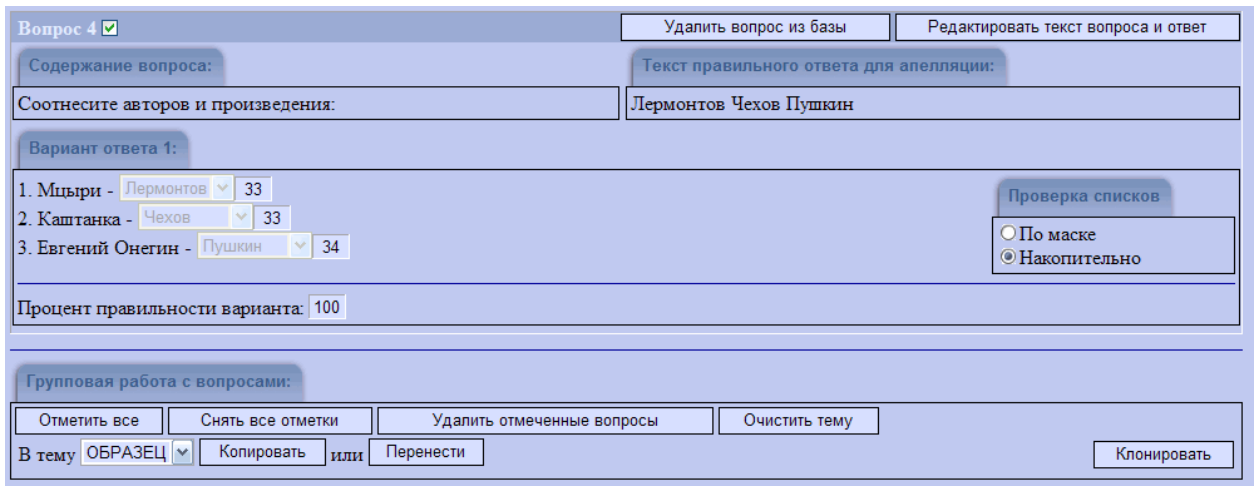 Вопрос 4 Удалить вопрос из базы Редактировать текст вопроса и ответ
Содержание вопроса: Текст правильного ответа для апелляции:
Соотнесите авторов и произведения: Лермонтов Чехов Пушкин
Вариант ответа 1:
1. Мцыри - Лермонтов 33
2. Каштанка - Чехов 33
3. Евгений Онегин - Пушкин 34
Проверка списков
По маске
Накопительно
Процент правильности варианта: 100
Групповая работа с вопросами:
Отметить все Снять все отметки Удалить отмеченные вопросы Очистить тему
В тему ОБРАЗЕЦ Копировать или Перенести Клонировать